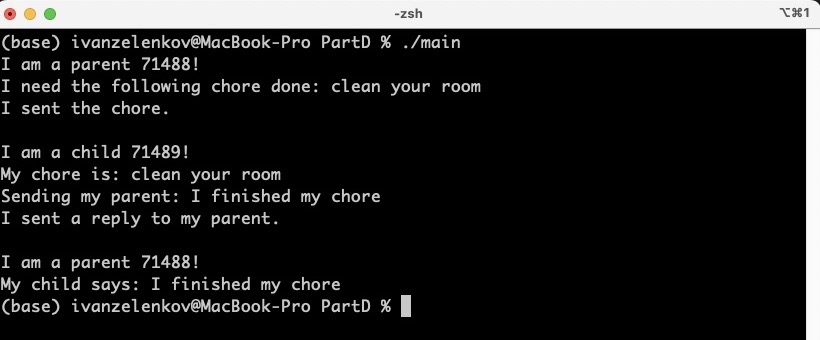 -zsh
⌥⌘1
(base) ivanzelenkov@MacBook-Pro PartD % ./main
I am a parent 71488!
I need the following chore done: clean your room
I sent the chore.
I am a child 71489!
My chore is: clean your room
Sending my parent: I finished my chore
I sent a reply to my parent.
I am a parent 71488!
My child says: I finished my chore
(base) ivanzelenkov@MacBook-Pro PartD %